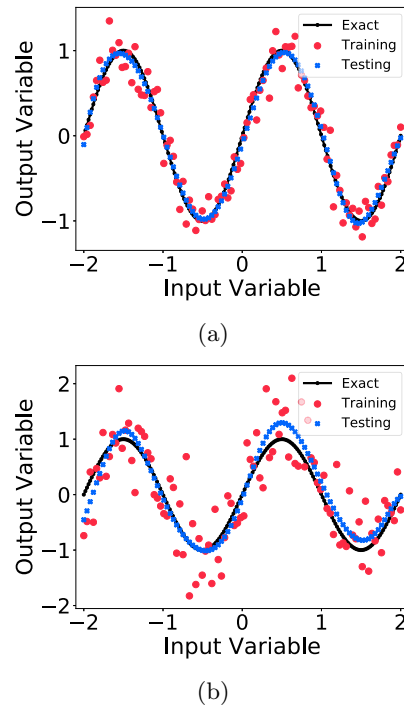 Exact
Training
Testing
1
0
−1
Output Variable
−2 −1 0 1 2
Input Variable
(a)
Exact
Training
Testing
2
1
0
−1
−2
Output Variable
−2 −1 0 1 2
Input Variable
(b)